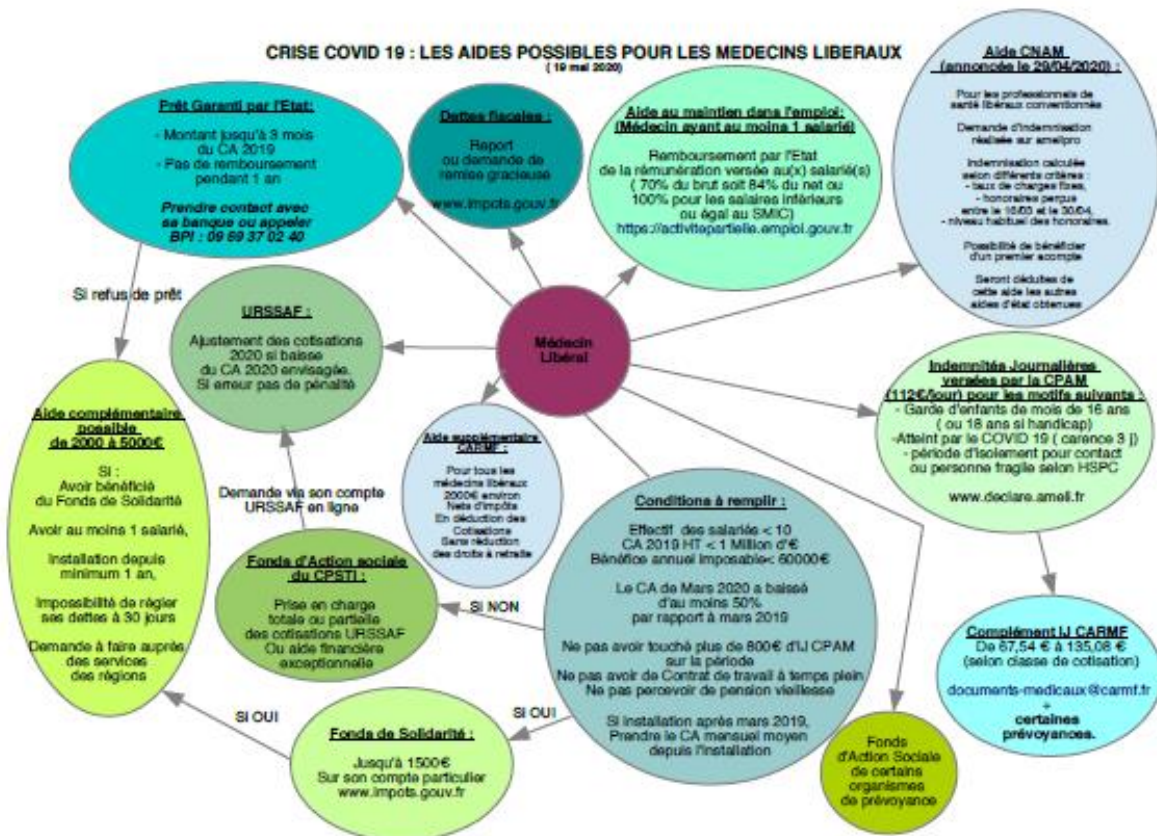 CRISE COVID 19 : LES AIDES POSSIBLES POUR LES MEDECINS LIBERAUX
( 19 mai 2020)
Prêt Garanti par l'Etat:
- Montant jusqu'à 3 mois
du CA 2019
- Pas de remboursement
pendant 1 an
Prendre contact avec
sa banque ou appeler
BPI : 09 69 37 02 40
Dettes fiscales :
Report
ou demande de
remise gracieuse
www.impots.gouv.fr
Aide au maintien dans l'emploi:
(Médecin ayant au moins 1 salarié)
Remboursement par l'Etat
de la rémunération versée au(x) salarié(s)
( 70% du brut soit 84% du net ou
100% pour les salaires inférieurs
ou égal au SMIC)
https://activitepartielle.emploi.gouv.fr
Aide CNAM
(annoncée le 29/04/2020) :
Pour les professionnels de
santé libéraux conventionnés
Demande d'indemnisation
réalisée sur amelipro
Indemnisation calculée
selon différents critères :
- taux de charges fixes,
- honoraires perçus
entre le 16/03 et le 30/04,
- niveau habituel des honoraires.
Possibilité de bénéficier
d'un premier acompte
Seront déduites de
cette aide les autres
aides d'état obtenues
Si refus de prêt
URSSAF :
Ajustement des cotisations
2020 si baisse
du CA 2020 envisagée.
Si erreur pas de pénalité
Médecin
Libéral
Indemnités Journalières
versées par la CPAM
(112€/jour) pour les motifs suivants :
- Garde d'enfants de mois de 16 ans
( ou 18 ans si handicap)
-Atteint par le COVID 19 ( carence 3 j)
- période d'isolement pour contact
ou personne fragile selon HSPC
www.declare.ameli.fr
Aide complémentaire
possible
de 2000 à 5000€
Si :
Avoir bénéficié
du Fonds de Solidarité
Avoir au moins 1 salarié,
Installation depuis
minimum 1 an,
Impossibilité de régler
ses dettes à 30 jours
Demande à faire auprès
des services
des régions
Demande via son compte
URSSAF en ligne
Aide supplémentaire
CARMF :
Pour tous les
médecins libéraux
2000€ environ
Nets d'impôts
En déduction des
Cotisations
Sans réduction
des droits à retraite
Conditions à remplir :
Effectif des salariés < 10
CA 2019 HT < 1 Million d'€
Bénéfice annuel imposable< 60000€
Le CA de Mars 2020 a baissé
d'au moins 50%
par rapport à mars 2019
Ne pas avoir touché plus de 800€ d'IJ CPAM
sur la période
Ne pas avoir de Contrat de travail à temps plein
Ne pas percevoir de pension vieillesse
Si installation après mars 2019,
Prendre le CA mensuel moyen
depuis l'installation
Fonds d'Action sociale
du CPSTI :
Prise en charge
totale ou partielle
des cotisations URSSAF
Ou aide financière
exceptionnelle
SI NON
Complément IJ CARMF
De 67,54 € à 135,08 €
(selon classe de cotisation)
documents-medicaux@carmf.fr
+
certaines
prévoyances.
SI OUI
SI OUI
Fonds de Solidarité :
Jusqu'à 1500€
Sur son compte particulier
www.impots.gouv.fr
Fonds
d'Action Sociale
de certains
organismes
de prévoyance